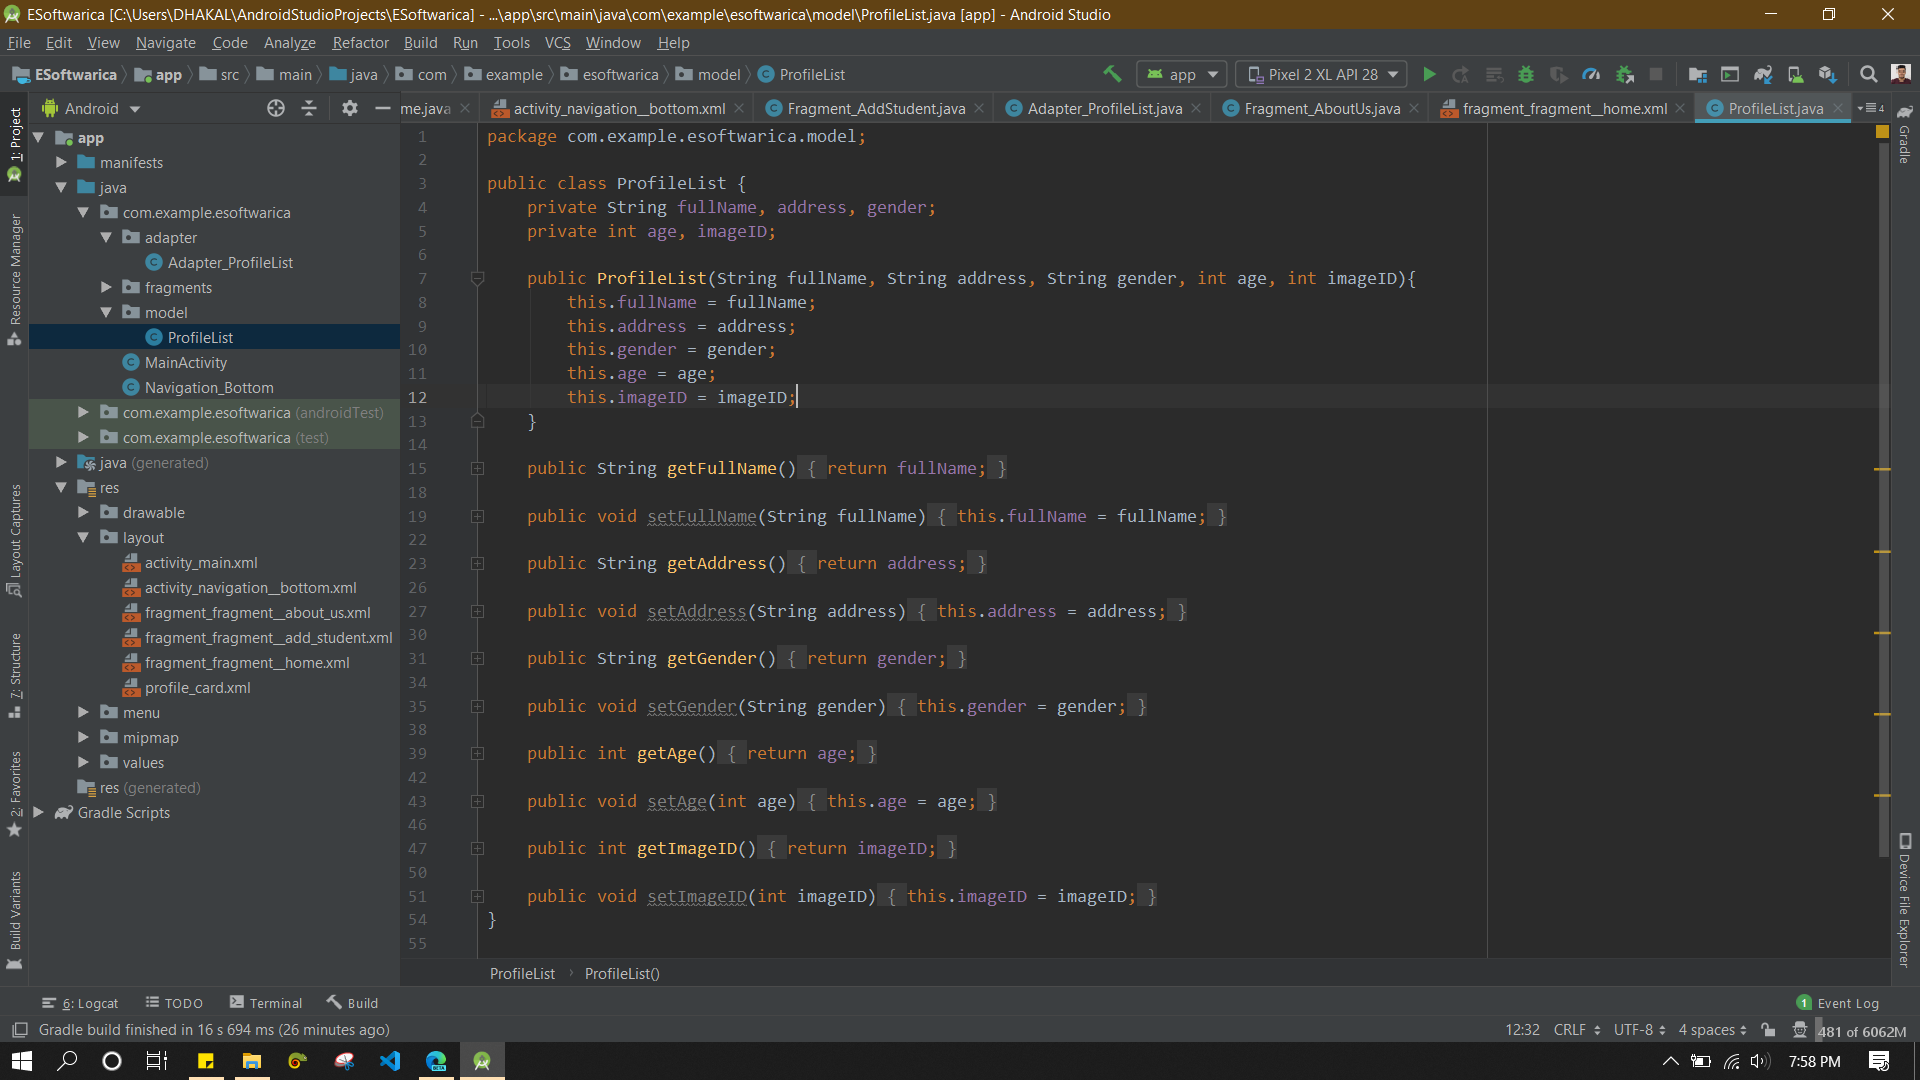 ESoftwarica [C:\Users\DHAKAL\AndroidStudioProjects\ESoftwarica] - ...\app\src\main\java\com\example\esoftwarica\model\ProfileList.java [app] - Android Studio
File Edit View Navigate Code Analyze Refactor Build Run Tools VCS Window Help
ESoftwarica app src main java com example esoftwarica model ProfileList app Pixel 2 XL API 28
Android me.java activity_navigation__bottom.xml Fragment_AddStudent.java Adapter_ProfileList.java Fragment_AboutUs.java fragment_fragment__home.xml ProfileList.java 4
1: Project
Resource Manager
Layout Captures
7: Structure
2: Favorites
Build Variants
app
manifests
java
com.example.esoftwarica
adapter
Adapter_ProfileList
fragments
model
ProfileList
MainActivity
Navigation_Bottom
com.example.esoftwarica (androidTest)
com.example.esoftwarica (test)
java (generated)
res
drawable
layout
activity_main.xml
activity_navigation__bottom.xml
fragment_fragment__about_us.xml
fragment_fragment__add_student.xml
fragment_fragment__home.xml
profile_card.xml
menu
mipmap
values
res (generated)
Gradle Scripts
1 package com.example.esoftwarica.model;
2
3 public class ProfileList {
4 private String fullName, address, gender;
5 private int age, imageID;
6
7 public ProfileList(String fullName, String address, String gender, int age, int imageID){
8 this.fullName = fullName;
9 this.address = address;
10 this.gender = gender;
11 this.age = age;
12 this.imageID = imageID;
13 }
14
15 public String getFullName() { return fullName; }
18
19 public void setFullName(String fullName) { this.fullName = fullName; }
22
23 public String getAddress() { return address; }
26
27 public void setAddress(String address) { this.address = address; }
30
31 public String getGender() { return gender; }
34
35 public void setGender(String gender) { this.gender = gender; }
38
39 public int getAge() { return age; }
42
43 public void setAge(int age) { this.age = age; }
46
47 public int getImageID() { return imageID; }
50
51 public void setImageID(int imageID) { this.imageID = imageID; }
54 }
55
Gradle
Device File Explorer
ProfileList ProfileList()
6: Logcat TODO Terminal Build 1 Event Log
Gradle build finished in 16 s 694 ms (26 minutes ago) 12:32 CRLF UTF-8 4 spaces 481 of 6062M
BETA 7:58 PM